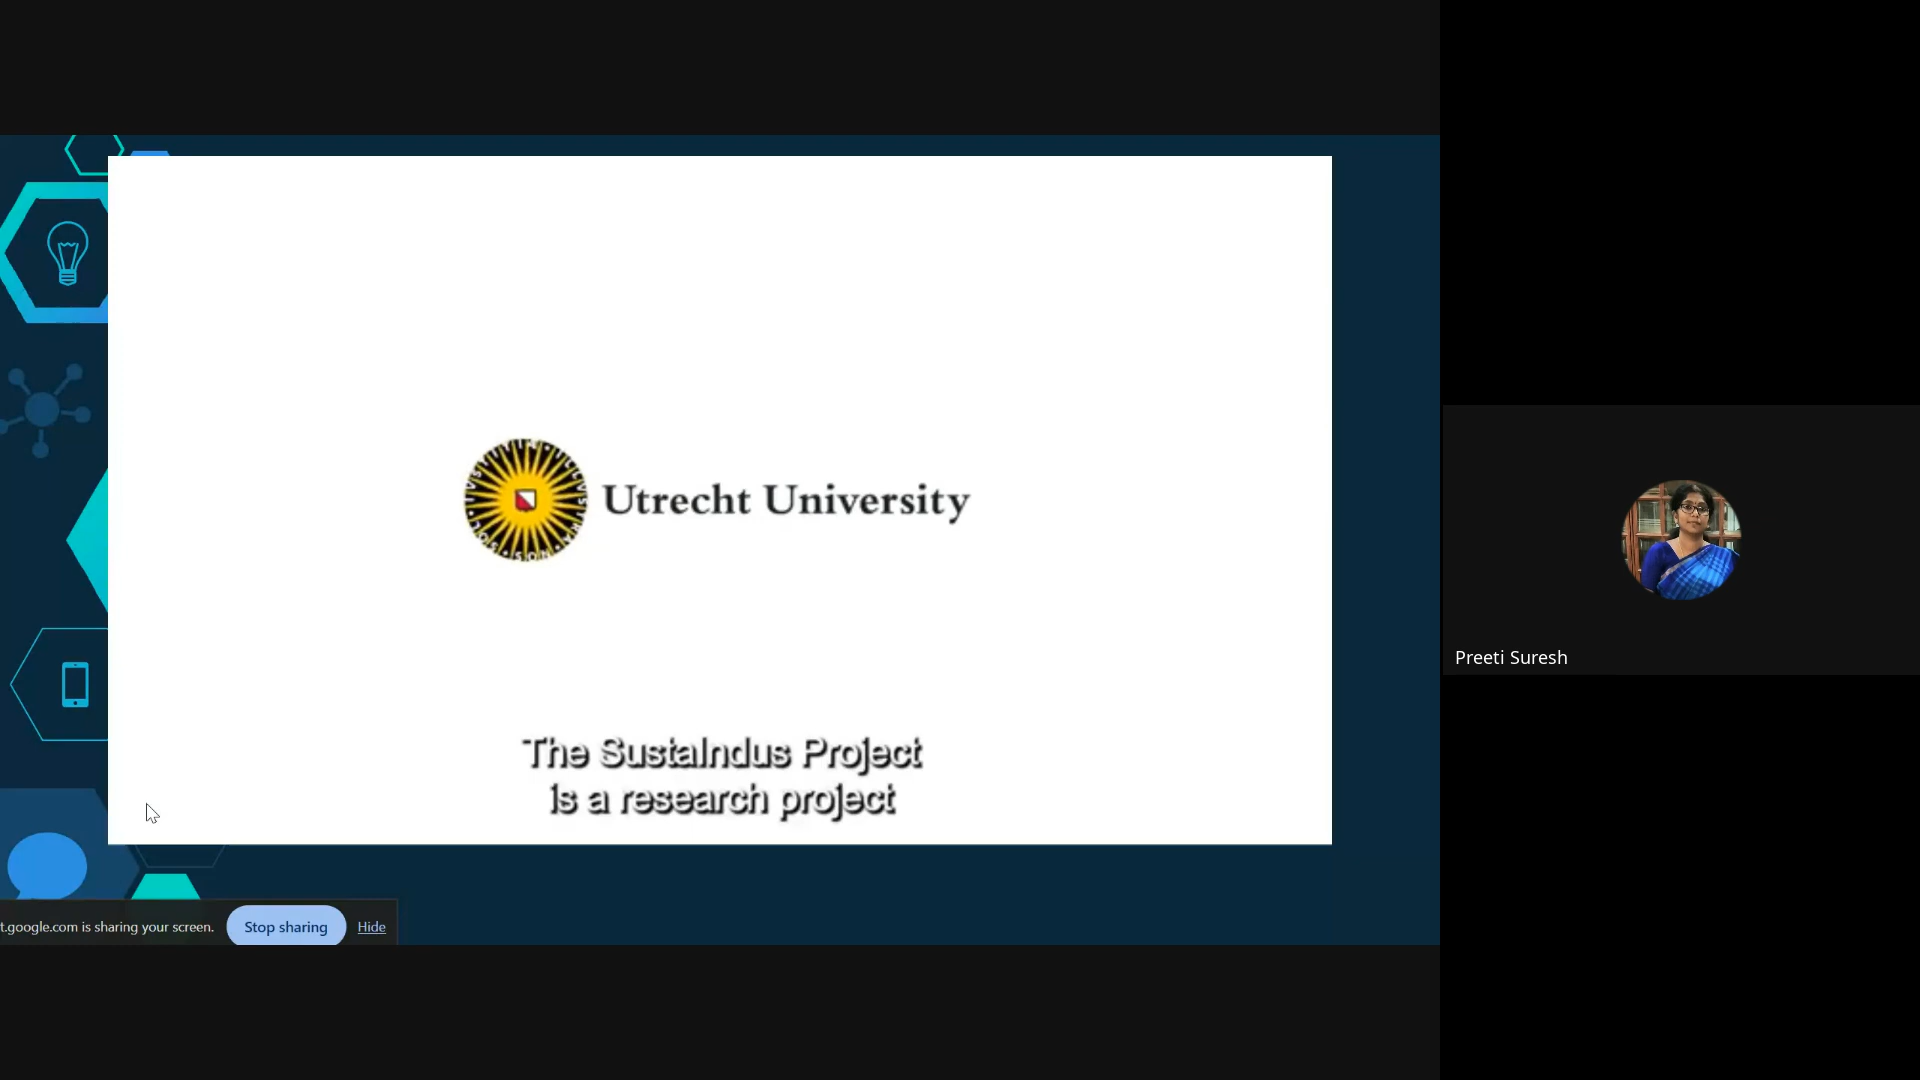 Utrecht University
The SustaIndus Project
is a research project
Preeti Suresh
t.google.com is sharing your screen.
Stop sharing
Hide